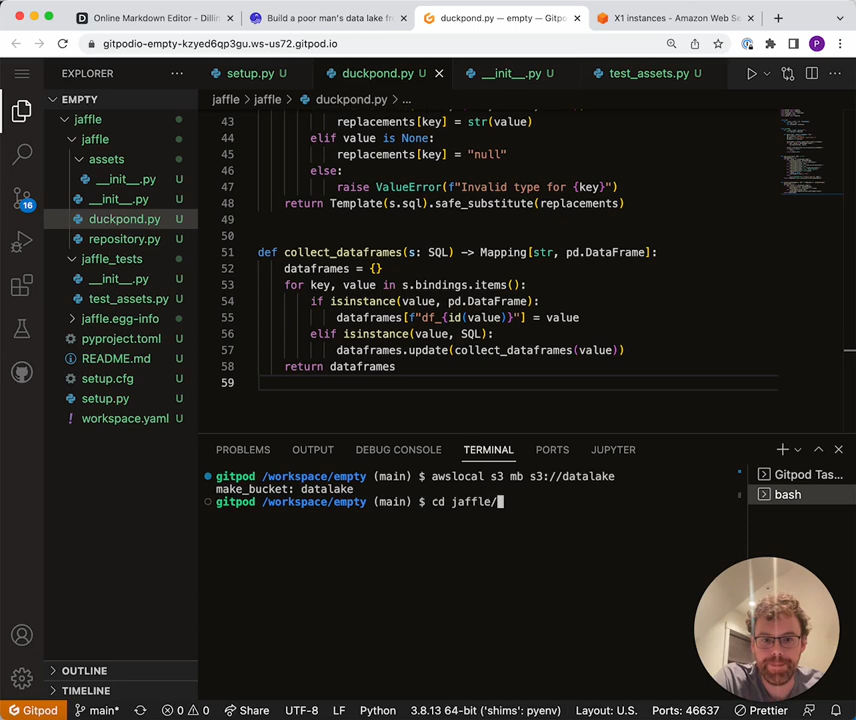 Online Markdown Editor - Dillin
Build a poor man's data lake fr
duckpond.py — empty — Gitpo
X1 instances - Amazon Web Se
gitpodio-empty-kzyed6qp3gu.ws-us72.gitpod.io
P
EXPLORER
setup.py U
duckpond.py U
__init__.py U
test_assets.py U
EMPTY
jaffle > jaffle > duckpond.py > ...
jaffle
jaffle
assets
__init__.py U
__init__.py U
duckpond.py U
repository.py U
jaffle_tests
__init__.py U
test_assets.py U
jaffle.egg-info
pyproject.toml U
README.md U
setup.cfg U
setup.py U
workspace.yaml U
16
43 replacements[key] = str(value)
44 elif value is None:
45 replacements[key] = "null"
46 else:
47 raise ValueError(f"Invalid type for {key}")
48 return Template(s.sql).safe_substitute(replacements)
49
50
51 def collect_dataframes(s: SQL) -> Mapping[str, pd.DataFrame]:
52 dataframes = {}
53 for key, value in s.bindings.items():
54 if isinstance(value, pd.DataFrame):
55 dataframes[f"df_{id(value)}"] = value
56 elif isinstance(value, SQL):
57 dataframes.update(collect_dataframes(value))
58 return dataframes
59
PROBLEMS OUTPUT DEBUG CONSOLE TERMINAL PORTS JUPYTER
gitpod /workspace/empty (main) $ awslocal s3 mb s3://datalake
make_bucket: datalake
gitpod /workspace/empty (main) $ cd jaffle/
Gitpod Tas...
bash
OUTLINE
TIMELINE
Gitpod main* 0 0 Share UTF-8 LF Python 3.8.13 64-bit ('shims': pyenv) Layout: U.S. Ports: 46637 Prettier